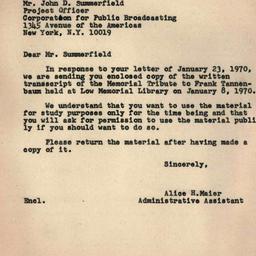 Mr. John D. Summerfield
Project Officer
Corporation for Public Broadcasting
1345 Avenue of the Americas
New York, N.Y. 10019
Dear Mr. Summerfield
In response to your letter of January 23, 1970,
we are sending you enclosed copy of the written
transcript of the Memorial Tribute to Frank Tannen-
baum held at Low Memorial Library on January 8, 1970.
We understand that you want to use the material
for study purposes only for the time being and that
you will ask for permission to use the material publi
ly if you should want to do so.
Please return the material after having made a
copy of it.
Sincerely,
Alice H.Maier
Encl. Administrative Assistant